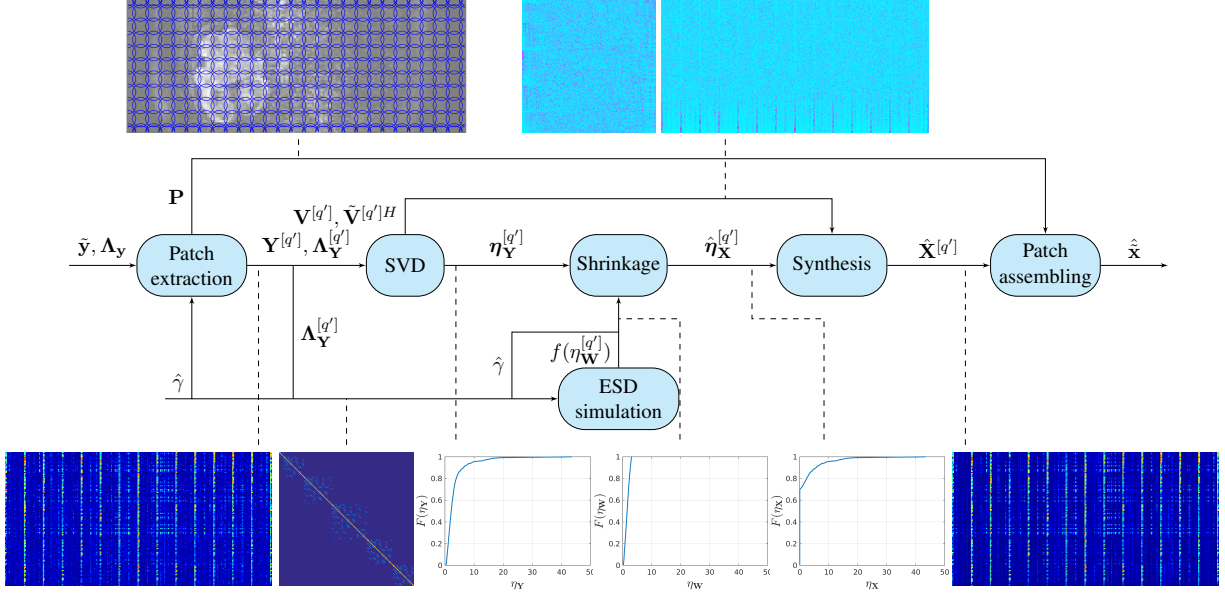 P
V^{[q′]}, Ṽ^{[q′]H}
ỹ, Λ_y
Patch
extraction
Y^{[q′]}, Λ_Y^{[q′]}
SVD
η_Y^{[q′]}
Shrinkage
η̂_X^{[q′]}
Synthesis
X̂^{[q′]}
Patch
assembling
x̃̂
Λ_Y^{[q′]}
γ̂
γ̂
f(η_W^{[q′]})
ESD
simulation
F(η_Y)
1
0.8
0.6
0.4
0.2
0
0 10 20 30 40 50
η_Y
F(η_W)
1
0.8
0.6
0.4
0.2
0
0 10 20 30 40 50
η_W
F(η_X)
1
0.8
0.6
0.4
0.2
0
0 10 20 30 40 50
η_X